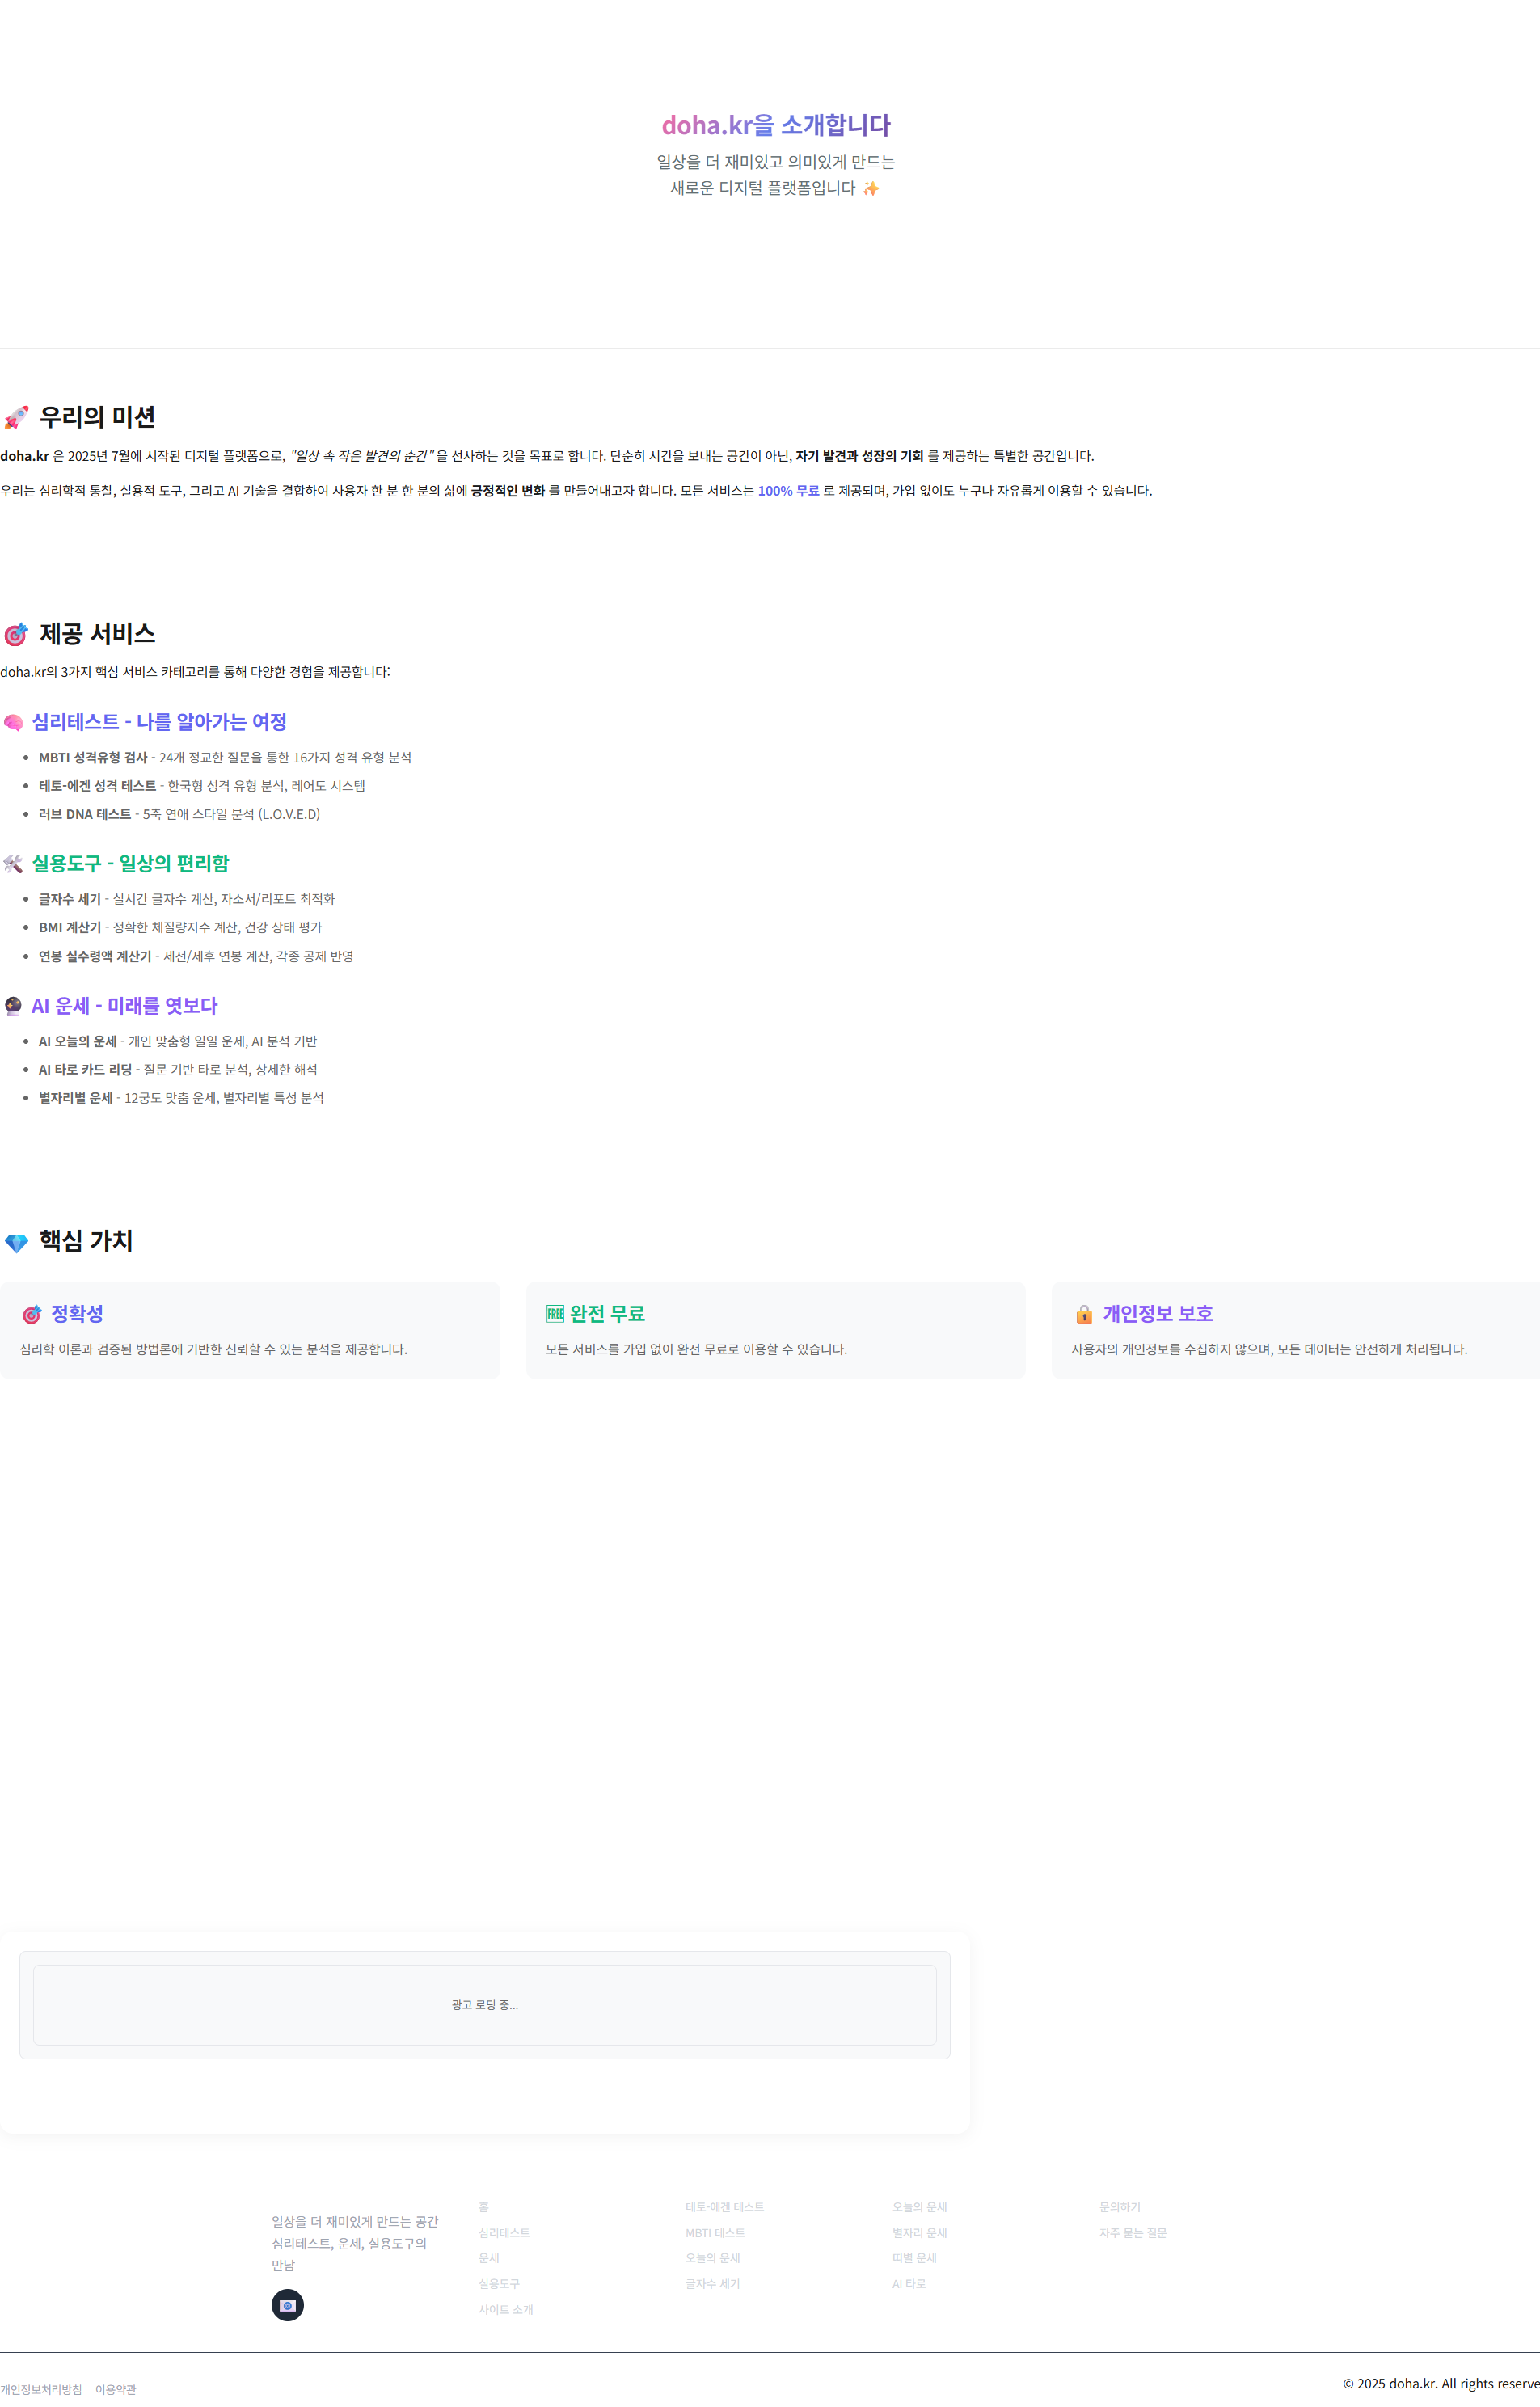 doha.kr을 소개합니다
일상을 더 재미있고 의미있게 만드는
새로운 디지털 플랫폼입니다 ✨
🚀 우리의 미션
doha.kr 은 2025년 7월에 시작된 디지털 플랫폼으로, "일상 속 작은 발견의 순간" 을 선사하는 것을 목표로 합니다. 단순히 시간을 보내는 공간이 아닌, 자기 발견과 성장의 기회 를 제공하는 특별한 공간입니다.
우리는 심리학적 통찰, 실용적 도구, 그리고 AI 기술을 결합하여 사용자 한 분 한 분의 삶에 긍정적인 변화 를 만들어내고자 합니다. 모든 서비스는 100% 무료 로 제공되며, 가입 없이도 누구나 자유롭게 이용할 수 있습니다.
🎯 제공 서비스
doha.kr의 3가지 핵심 서비스 카테고리를 통해 다양한 경험을 제공합니다:
🧠 심리테스트 - 나를 알아가는 여정
• MBTI 성격유형 검사 - 24개 정교한 질문을 통한 16가지 성격 유형 분석
• 테토-에겐 성격 테스트 - 한국형 성격 유형 분석, 레어도 시스템
• 러브 DNA 테스트 - 5축 연애 스타일 분석 (L.O.V.E.D)
🛠️ 실용도구 - 일상의 편리함
• 글자수 세기 - 실시간 글자수 계산, 자소서/리포트 최적화
• BMI 계산기 - 정확한 체질량지수 계산, 건강 상태 평가
• 연봉 실수령액 계산기 - 세전/세후 연봉 계산, 각종 공제 반영
🔮 AI 운세 - 미래를 엿보다
• AI 오늘의 운세 - 개인 맞춤형 일일 운세, AI 분석 기반
• AI 타로 카드 리딩 - 질문 기반 타로 분석, 상세한 해석
• 별자리별 운세 - 12궁도 맞춤 운세, 별자리별 특성 분석
💎 핵심 가치
🎯 정확성
심리학 이론과 검증된 방법론에 기반한 신뢰할 수 있는 분석을 제공합니다.
🆓 완전 무료
모든 서비스를 가입 없이 완전 무료로 이용할 수 있습니다.
🔒 개인정보 보호
사용자의 개인정보를 수집하지 않으며, 모든 데이터는 안전하게 처리됩니다.
광고 로딩 중...
일상을 더 재미있게 만드는 공간
심리테스트, 운세, 실용도구의
만남
홈
심리테스트
운세
실용도구
사이트 소개
테토-에겐 테스트
MBTI 테스트
오늘의 운세
글자수 세기
오늘의 운세
별자리 운세
띠별 운세
AI 타로
문의하기
자주 묻는 질문
개인정보처리방침 이용약관
© 2025 doha.kr. All rights reserve